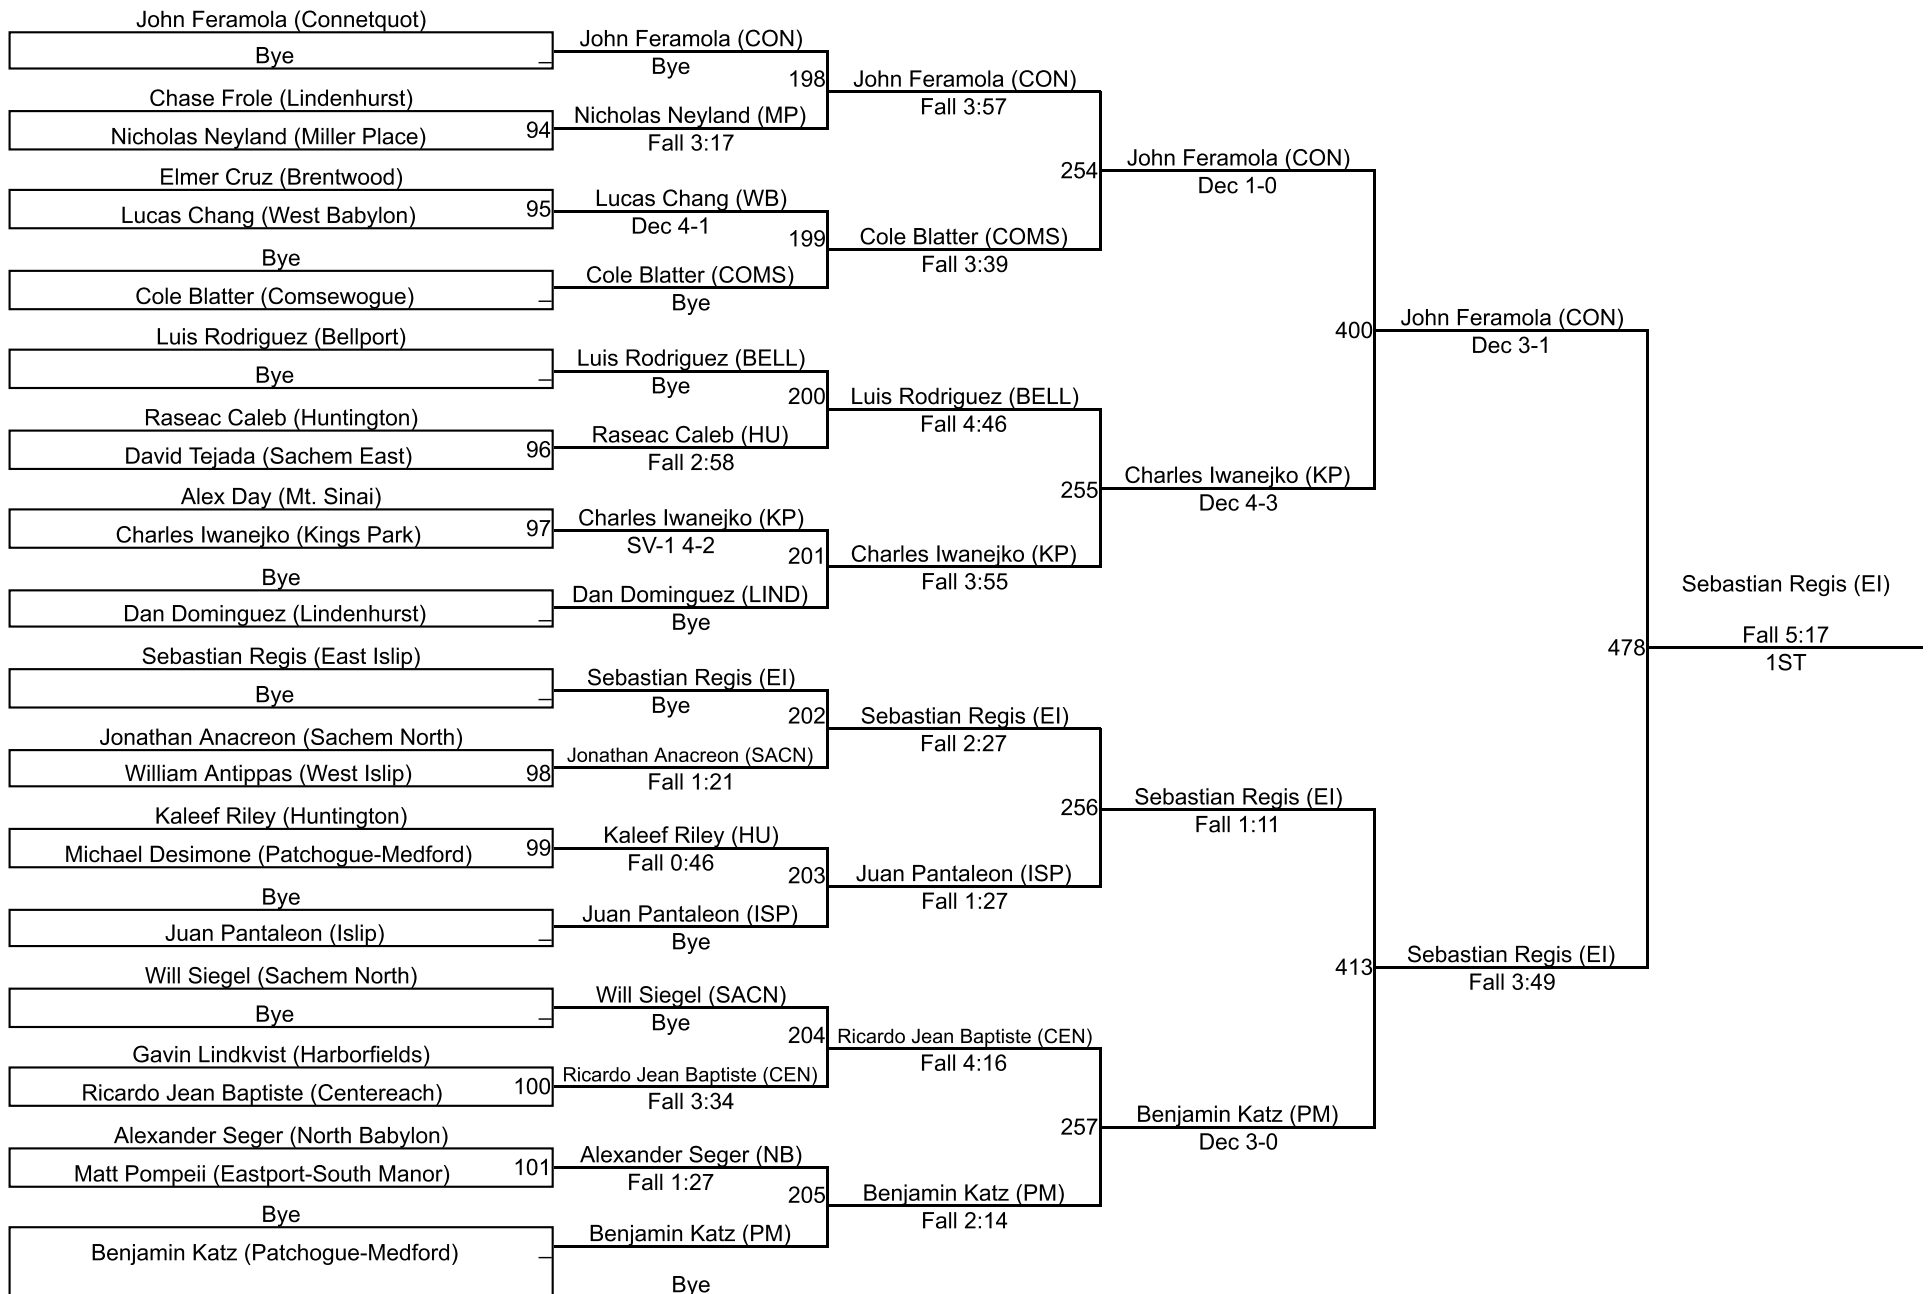 John Feramola (Connetquot)
Bye
_
Chase Frole (Lindenhurst)
Nicholas Neyland (Miller Place)
94
Elmer Cruz (Brentwood)
Lucas Chang (West Babylon)
95
Bye
Cole Blatter (Comsewogue)
_
Luis Rodriguez (Bellport)
Bye
_
Raseac Caleb (Huntington)
David Tejada (Sachem East)
96
Alex Day (Mt. Sinai)
Charles Iwanejko (Kings Park)
97
Bye
Dan Dominguez (Lindenhurst)
_
Sebastian Regis (East Islip)
Bye
_
Jonathan Anacreon (Sachem North)
William Antippas (West Islip)
98
Kaleef Riley (Huntington)
Michael Desimone (Patchogue-Medford)
99
Bye
Juan Pantaleon (Islip)
_
Will Siegel (Sachem North)
Bye
_
Gavin Lindkvist (Harborfields)
Ricardo Jean Baptiste (Centereach)
100
Alexander Seger (North Babylon)
Matt Pompeii (Eastport-South Manor)
101
Bye
Benjamin Katz (Patchogue-Medford)
_
John Feramola (CON)
Bye
198
Nicholas Neyland (MP)
Fall 3:17
Lucas Chang (WB)
Dec 4-1
199
Cole Blatter (COMS)
Bye
Luis Rodriguez (BELL)
Bye
200
Raseac Caleb (HU)
Fall 2:58
Charles Iwanejko (KP)
SV-1 4-2
201
Dan Dominguez (LIND)
Bye
Sebastian Regis (EI)
Bye
202
Jonathan Anacreon (SACN)
Fall 1:21
Kaleef Riley (HU)
Fall 0:46
203
Juan Pantaleon (ISP)
Bye
Will Siegel (SACN)
Bye
204
Ricardo Jean Baptiste (CEN)
Fall 3:34
Alexander Seger (NB)
Fall 1:27
205
Benjamin Katz (PM)
Bye
John Feramola (CON)
Fall 3:57
254
Cole Blatter (COMS)
Fall 3:39
Luis Rodriguez (BELL)
Fall 4:46
255
Charles Iwanejko (KP)
Fall 3:55
Sebastian Regis (EI)
Fall 2:27
256
Juan Pantaleon (ISP)
Fall 1:27
Ricardo Jean Baptiste (CEN)
Fall 4:16
257
Benjamin Katz (PM)
Fall 2:14
John Feramola (CON)
Dec 1-0
400
Charles Iwanejko (KP)
Dec 4-3
Sebastian Regis (EI)
Fall 1:11
413
Benjamin Katz (PM)
Dec 3-0
John Feramola (CON)
Dec 3-1
478
Sebastian Regis (EI)
Fall 3:49
Sebastian Regis (EI)
Fall 5:17
1ST